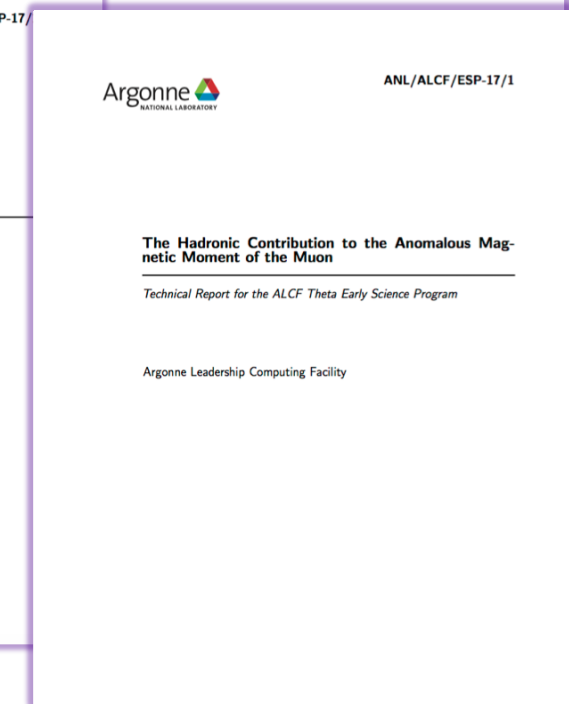 P-17/
Argonne
NATIONAL LABORATORY
ANL/ALCF/ESP-17/1
The Hadronic Contribution to the Anomalous Mag-
netic Moment of the Muon
Technical Report for the ALCF Theta Early Science Program
Argonne Leadership Computing Facility